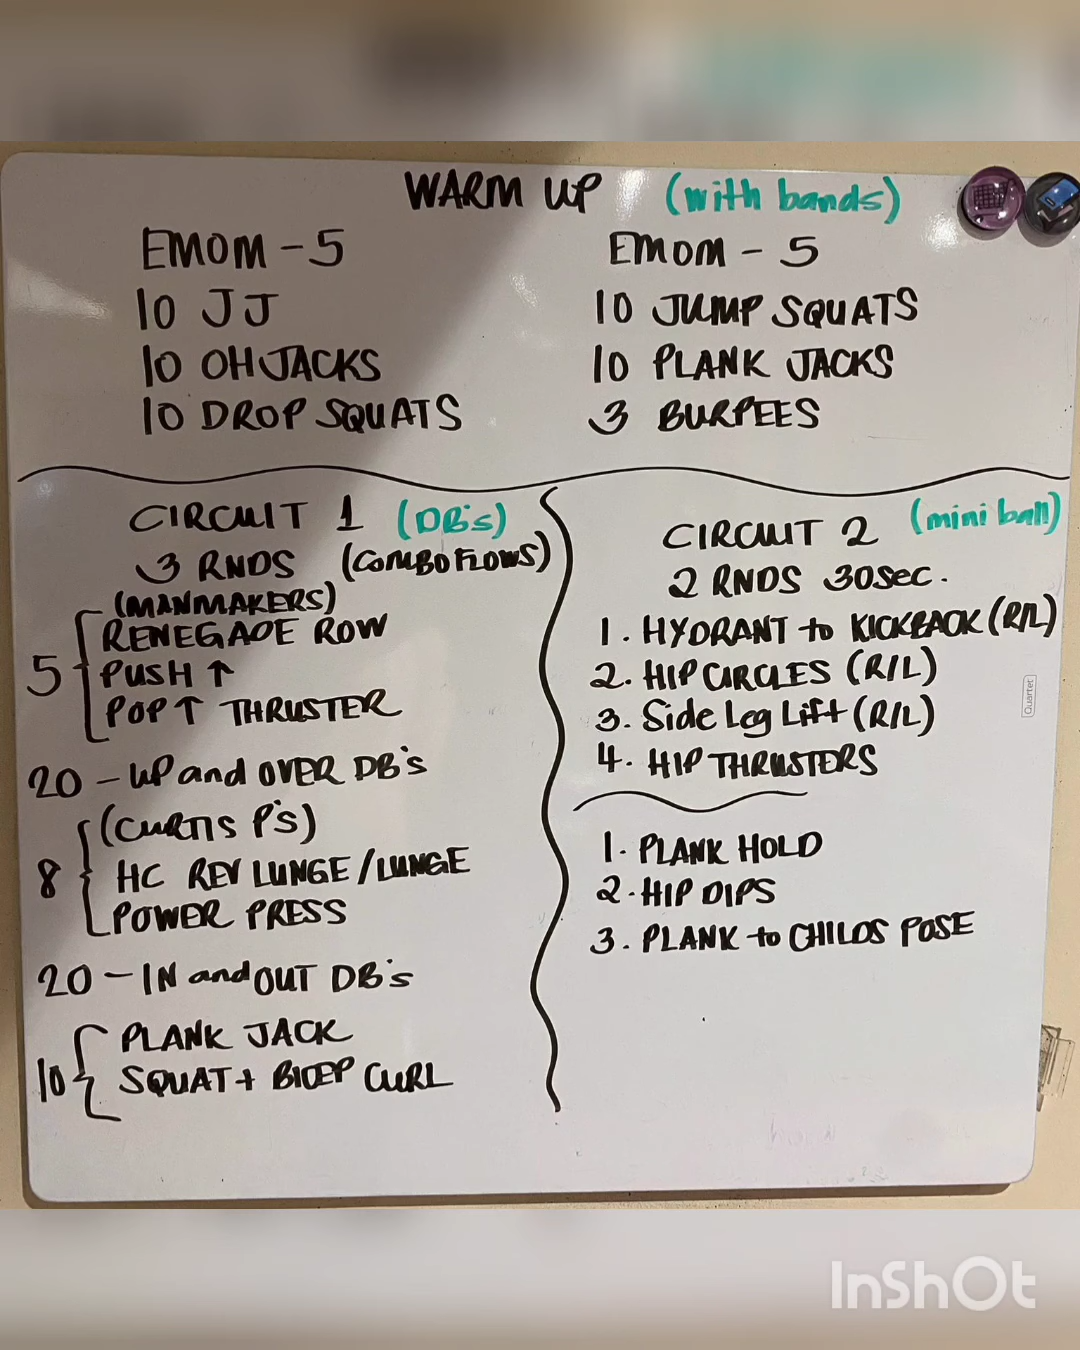 WARM UP (with bands)
EMOM - 5
10 JJ
10 OH JACKS
10 DROP SQUATS
EMOM - 5
10 JUMP SQUATS
10 PLANK JACKS
3 BURPEES
CIRCUIT 1 (DB's)
3 RNDS (COMBO FLOWS)
(MANMAKERS)
RENEGADE ROW
5 PUSH ↑
POP ↑ THRUSTER
20 - UP and OVER DB's
(CURTIS P's)
8 HC REV LUNGE / LUNGE
POWER PRESS
20 - IN and OUT DB's
PLANK JACK
10 SQUAT + BICEP CURL
CIRCUIT 2 (mini ball)
2 RNDS 30 Sec.
1. HYDRANT to KICKBACK (R/L)
2. HIP CIRCLES (R/L)
3. Side Leg Lift (R/L)
4. HIP THRUSTERS
1. PLANK HOLD
2. HIP DIPS
3. PLANK to CHILDS POSE
Quartet
InShOt